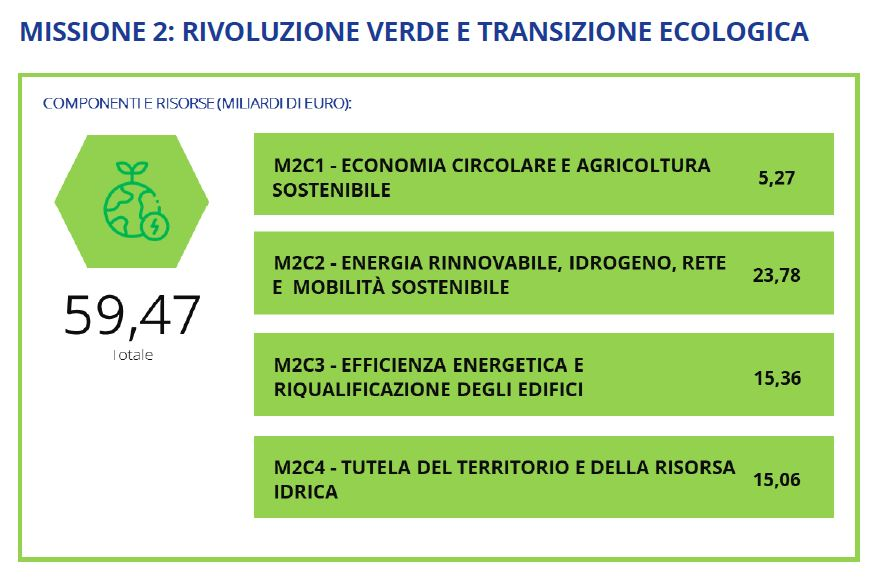 MISSIONE 2: RIVOLUZIONE VERDE E TRANSIZIONE ECOLOGICA
COMPONENTI E RISORSE (MILIARDI DI EURO):
59,47
Totale
M2C1 - ECONOMIA CIRCOLARE E AGRICOLTURA
SOSTENIBILE
5,27
M2C2 - ENERGIA RINNOVABILE, IDROGENO, RETE
E MOBILITÀ SOSTENIBILE
23,78
M2C3 - EFFICIENZA ENERGETICA E
RIQUALIFICAZIONE DEGLI EDIFICI
15,36
M2C4 - TUTELA DEL TERRITORIO E DELLA RISORSA
IDRICA
15,06